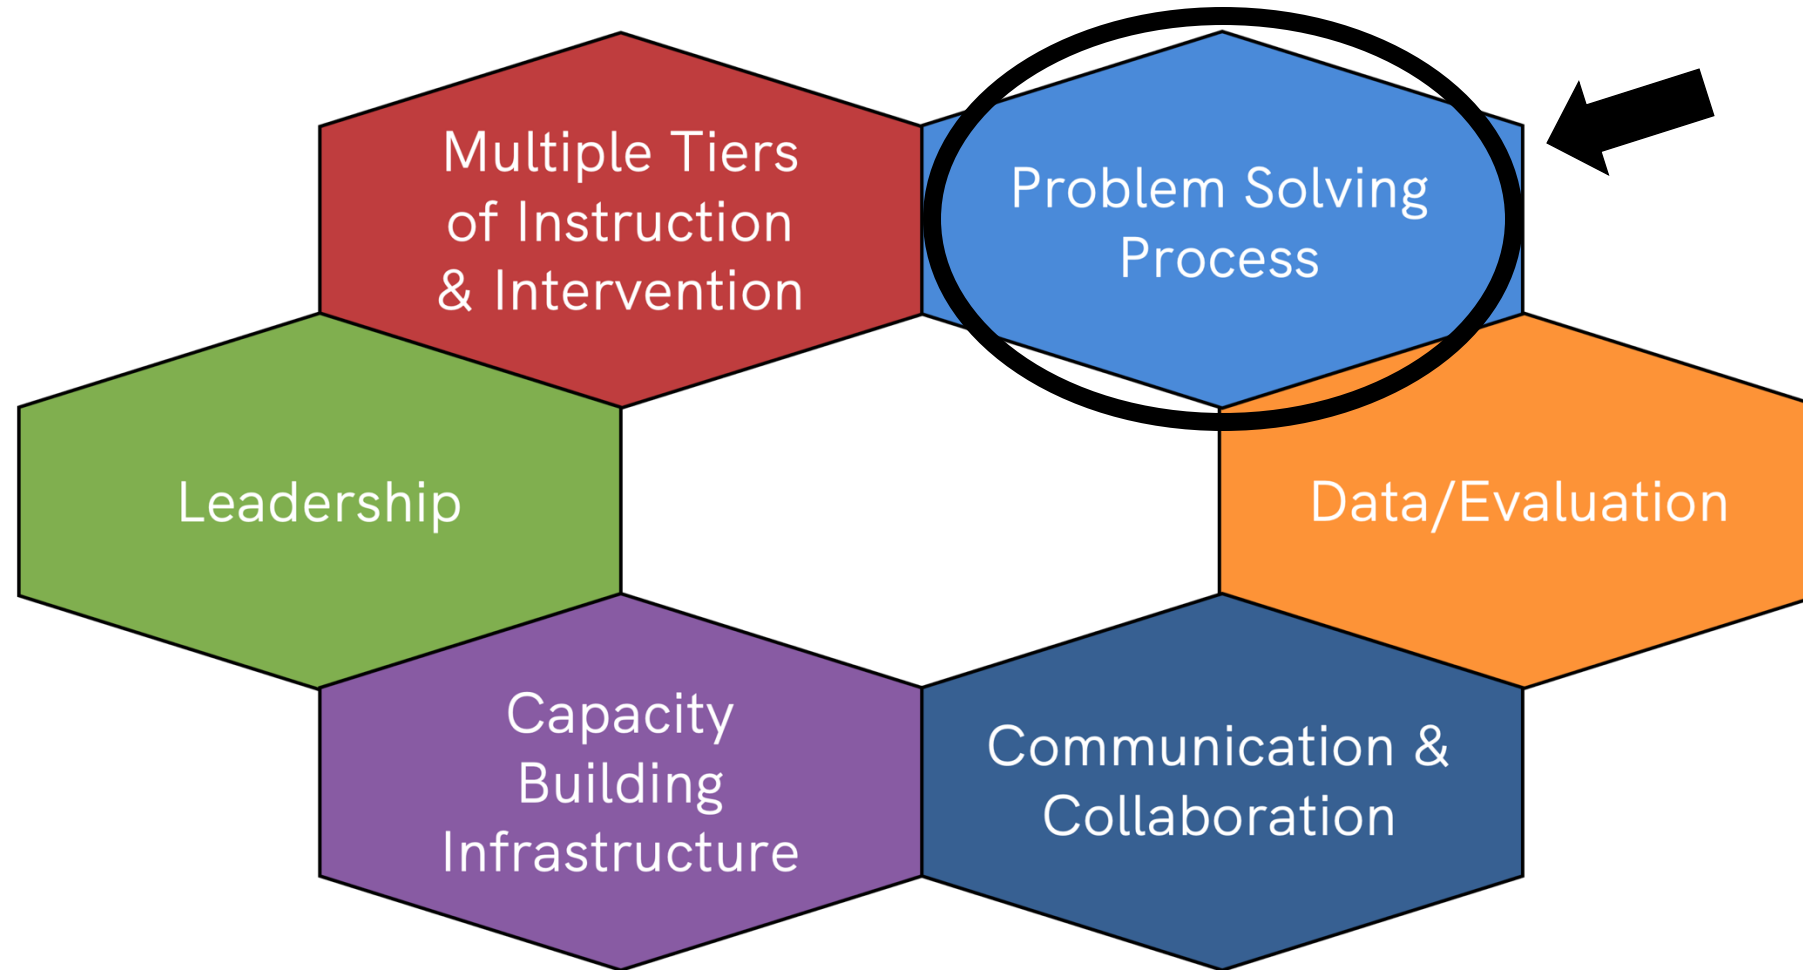 Multiple Tiers
of Instruction
& Intervention
Problem Solving
Process
Leadership
Data/Evaluation
Capacity
Building
Infrastructure
Communication &
Collaboration